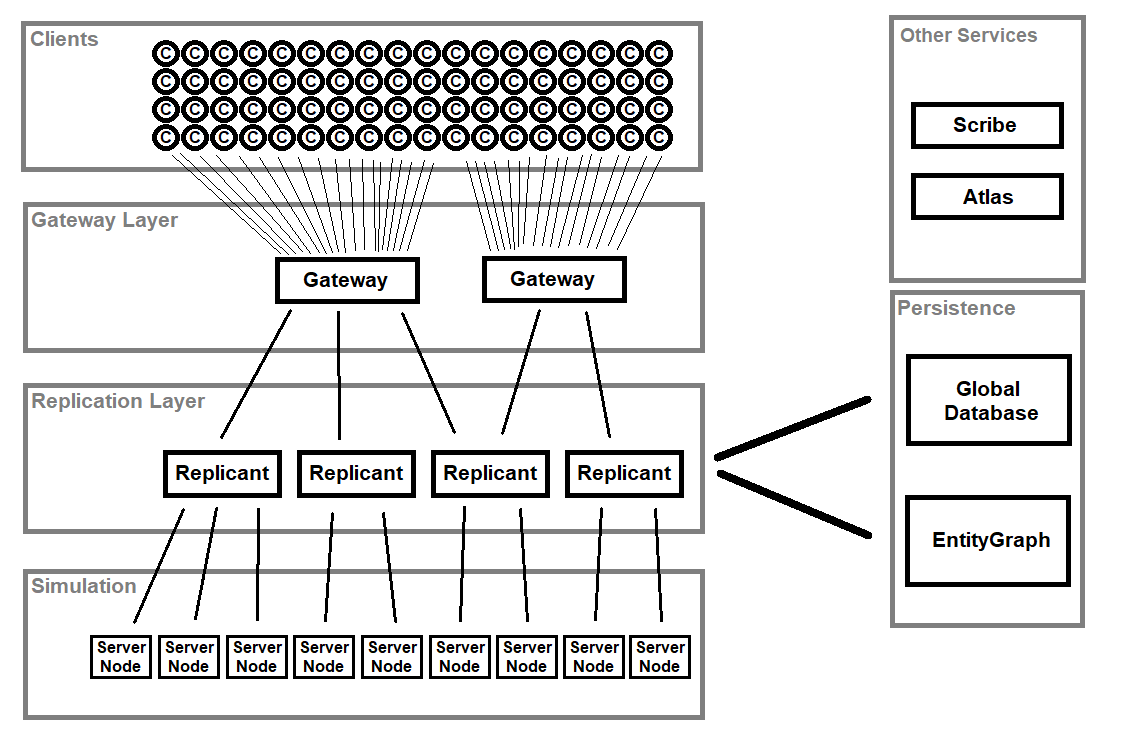 Clients
C C C C C C C C C C C C C C C C C C
C C C C C C C C C C C C C C C C C C
C C C C C C C C C C C C C C C C C C
C C C C C C C C C C C C C C C C C C
Gateway Layer
Gateway Gateway
Replication Layer
Replicant Replicant Replicant Replicant
Simulation
Server Server Server Server Server Server Server Server Server
Node Node Node Node Node Node Node Node Node
Other Services
Scribe
Atlas
Persistence
Global
Database
EntityGraph